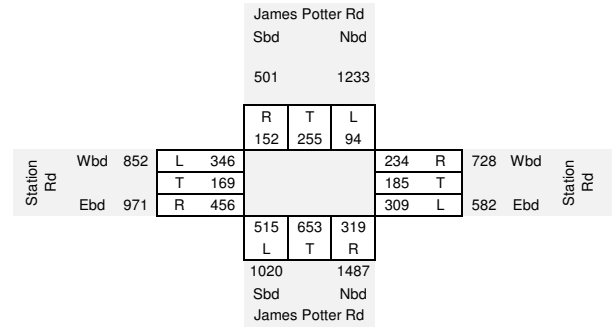 James Potter Rd
Sbd Nbd
501 1233
R T L
152 255 94
Station Rd
Wbd 852 L 346
T 169
Ebd 971 R 456
234 R 728 Wbd
185 T
309 L 582 Ebd
Station Rd
515 653 319
L T R
1020 1487
Sbd Nbd
James Potter Rd